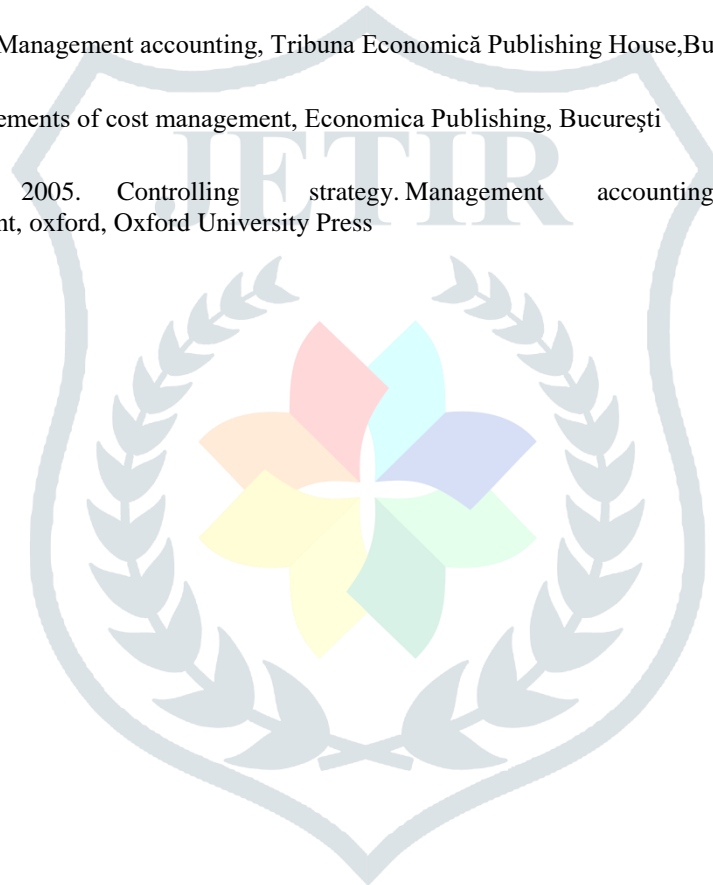 Management accounting, Tribuna Economică Publishing House,Bu
ements of cost management, Economica Publishing, Bucureşti
2005. Controlling strategy. Management accounting
nt, oxford, Oxford University Press
JETIR